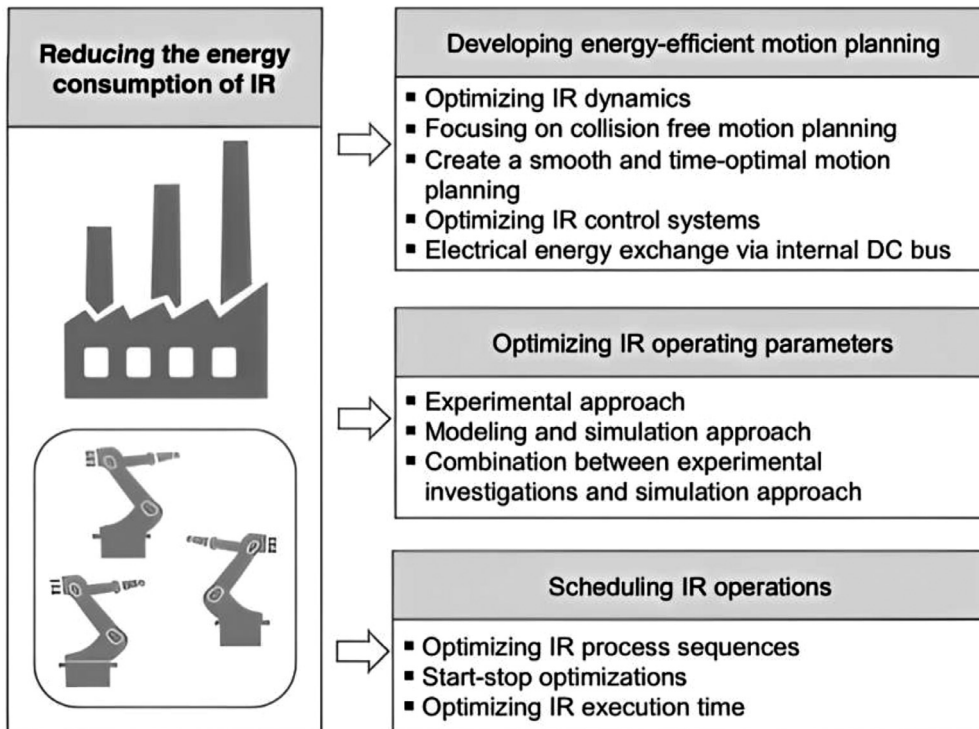 Reducing the energy
consumption of IR
Developing energy-efficient motion planning
▪ Optimizing IR dynamics
▪ Focusing on collision free motion planning
▪ Create a smooth and time-optimal motion
planning
▪ Optimizing IR control systems
▪ Electrical energy exchange via internal DC bus
Optimizing IR operating parameters
▪ Experimental approach
▪ Modeling and simulation approach
▪ Combination between experimental
investigations and simulation approach
Scheduling IR operations
▪ Optimizing IR process sequences
▪ Start-stop optimizations
▪ Optimizing IR execution time